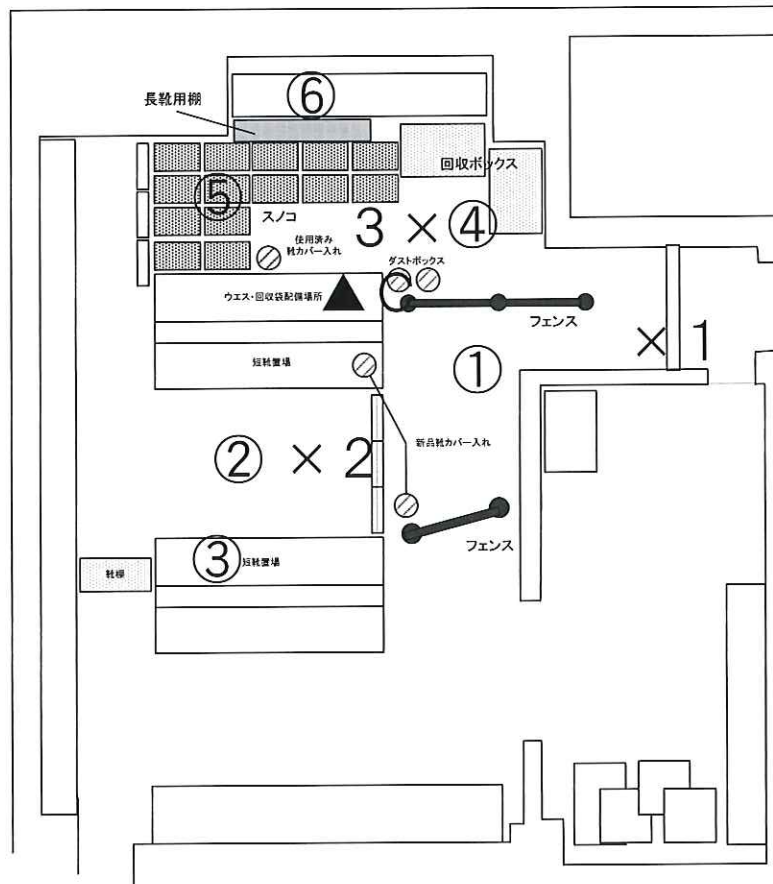 ⑥
長靴用棚
回収ボックス
⑤
スノコ
3 × ④
使用済み
靴カバー入れ
ダストボックス
ウエス・回収袋配備場所
フェンス
× 1
短靴置場
①
新品靴カバー入れ
② × 2
フェンス
③
短靴置場
靴棚